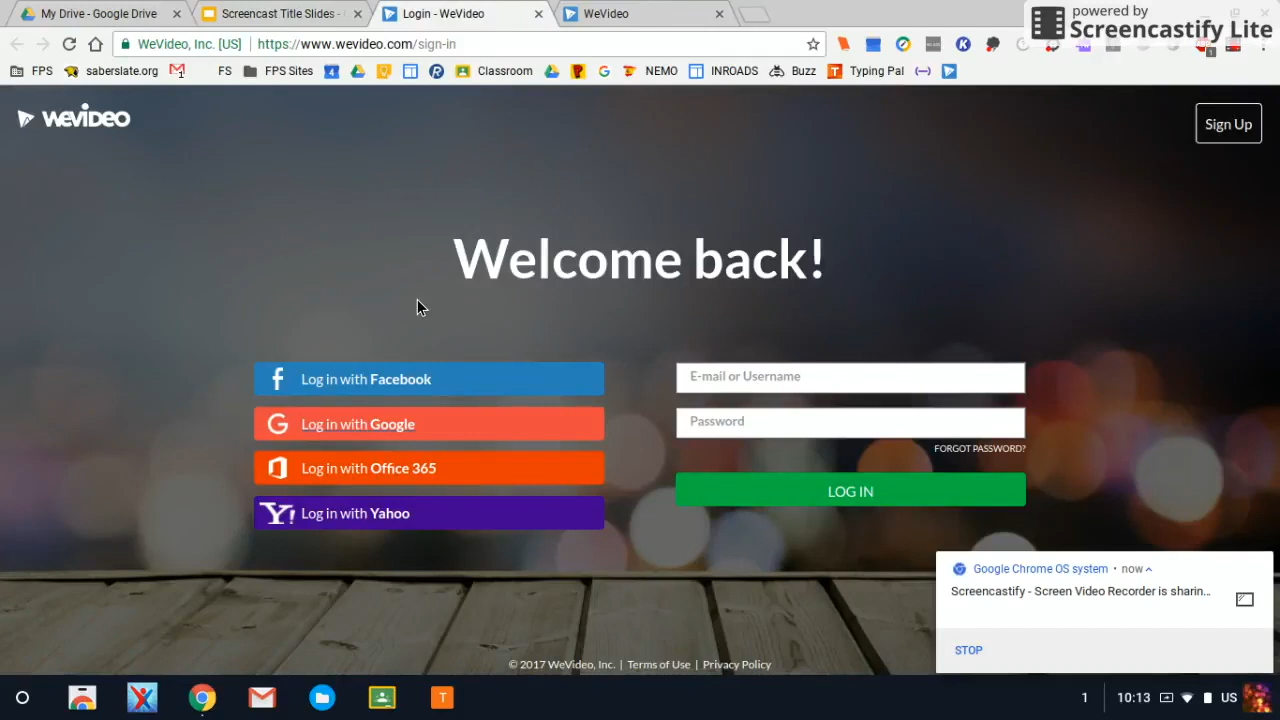 My Drive - Google Drive
Screencast Title Slides -
Login - WeVideo
WeVideo
powered by
Screencastify Lite
WeVideo, Inc. [US]
https://www.wevideo.com/sign-in
FPS
saberslate.org
FS
FPS Sites
Classroom
NEMO
INROADS
Buzz
Typing Pal
WEVIDEO
Sign Up
Welcome back!
Log in with Facebook
Log in with Google
Log in with Office 365
Log in with Yahoo
E-mail or Username
Password
FORGOT PASSWORD?
LOG IN
Google Chrome OS system • now
Screencastify - Screen Video Recorder is sharin...
STOP
© 2017 WeVideo, Inc. | Terms of Use | Privacy Policy
1
10:13
US